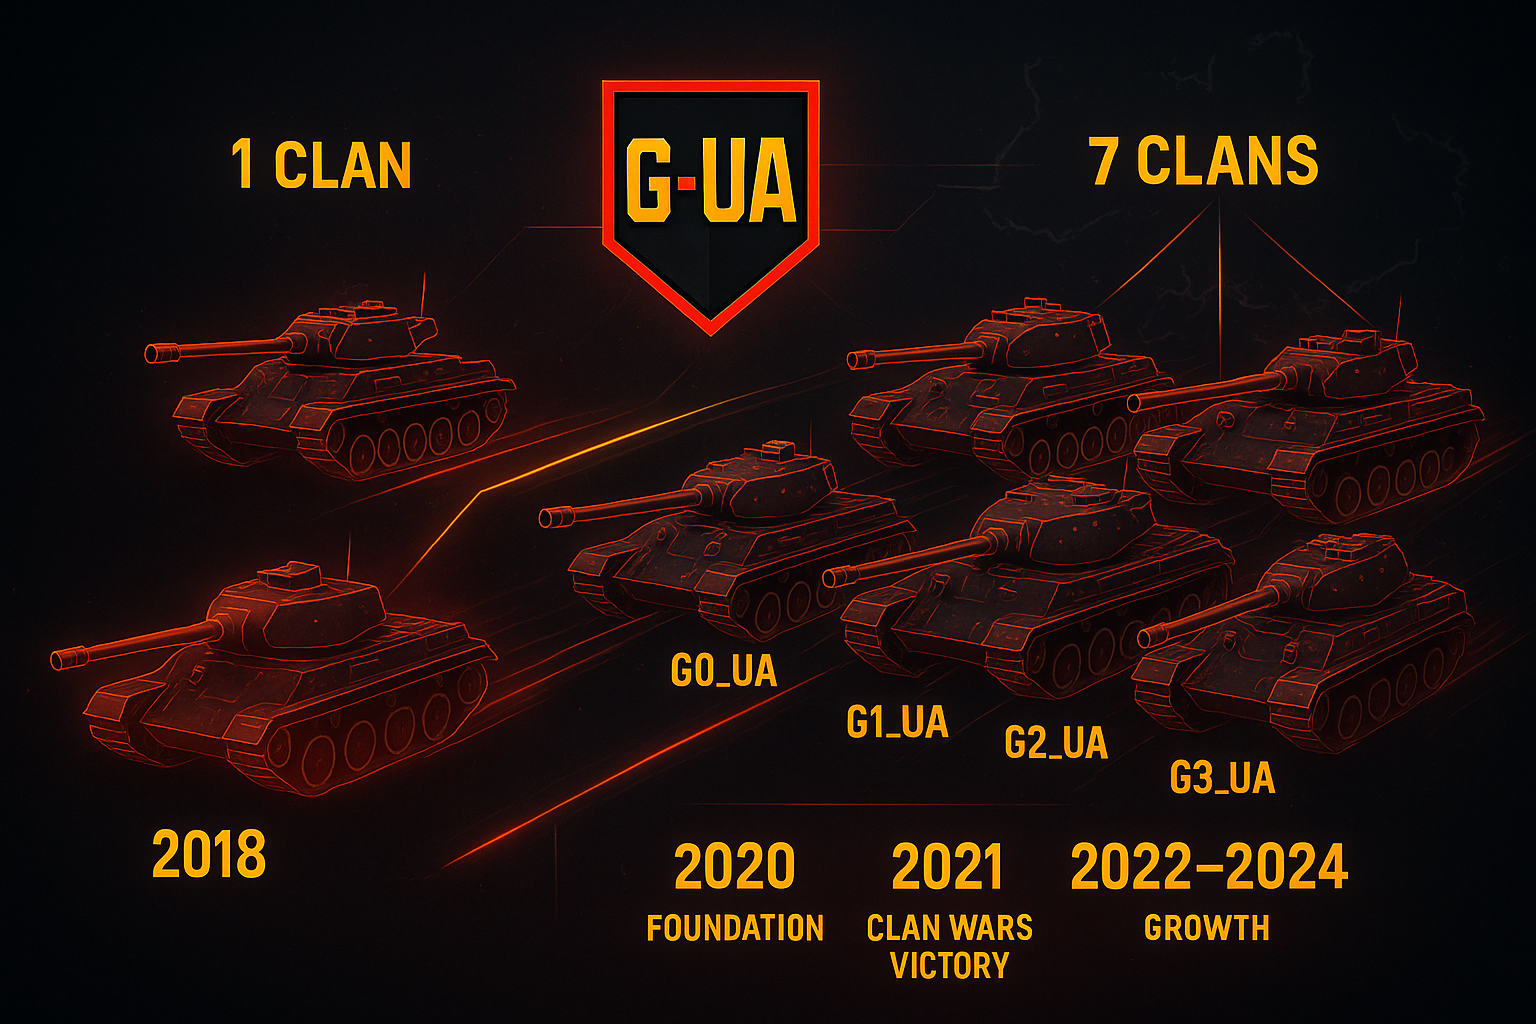 G-UA
1 CLAN
7 CLANS
G0_UA
G1_UA
G2_UA
G3_UA
2018
2020
FOUNDATION
2021
CLAN WARS
VICTORY
2022–2024
GROWTH